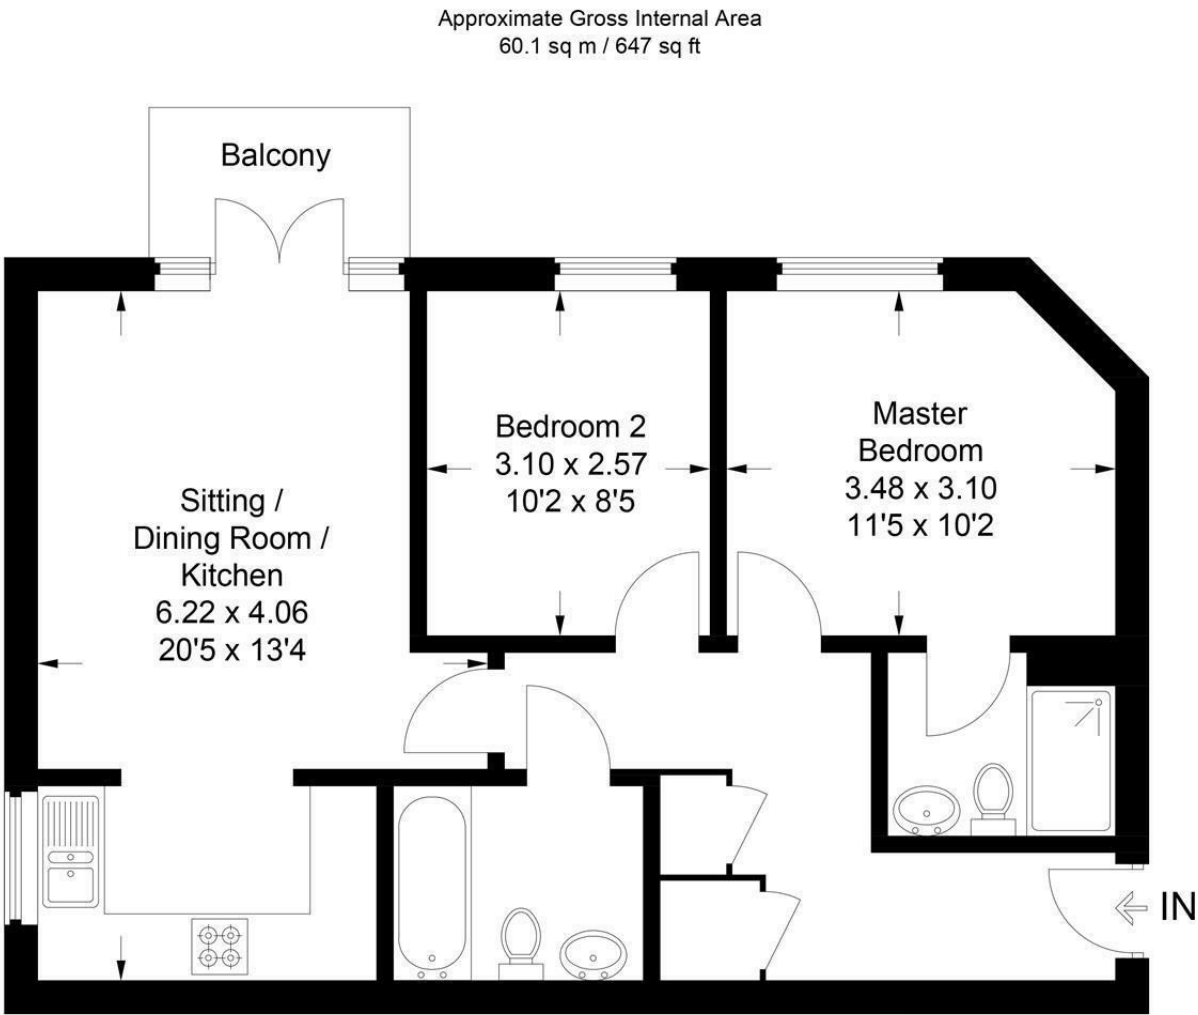 Approximate Gross Internal Area
60.1 sq m / 647 sq ft
Balcony
Bedroom 2
3.10 x 2.57
10'2 x 8'5
Master
Bedroom
3.48 x 3.10
11'5 x 10'2
Sitting /
Dining Room /
Kitchen
6.22 x 4.06
20'5 x 13'4
IN